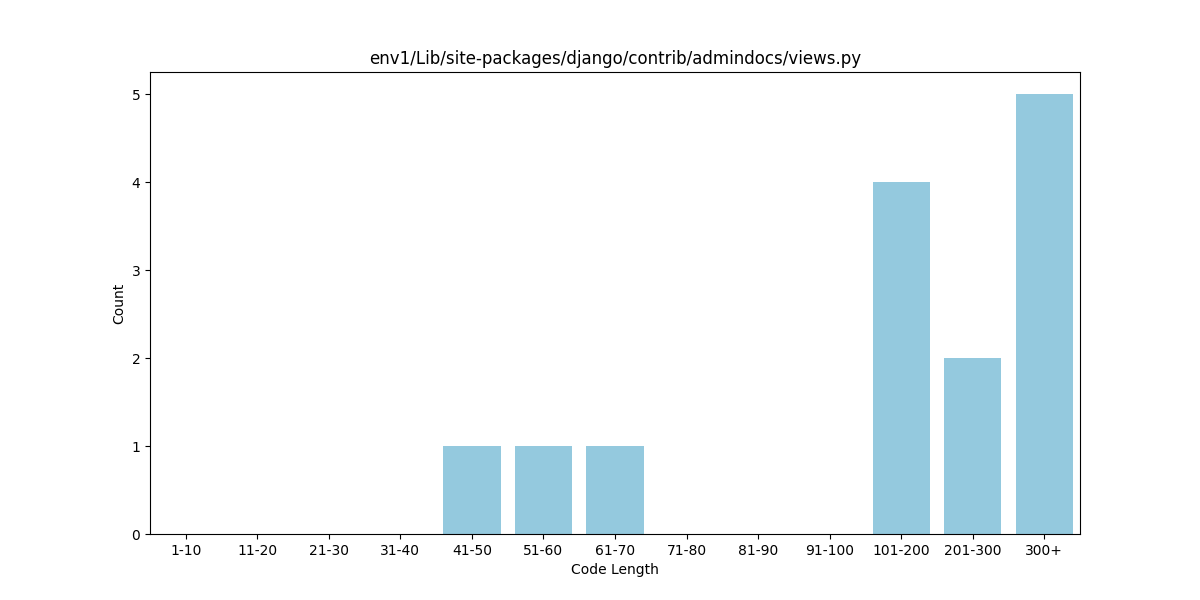 env1/Lib/site-packages/django/contrib/admindocs/views.py
Count
5
4
3
2
1
0
1-10 11-20 21-30 31-40 41-50 51-60 61-70 71-80 81-90 91-100 101-200 201-300 300+
Code Length